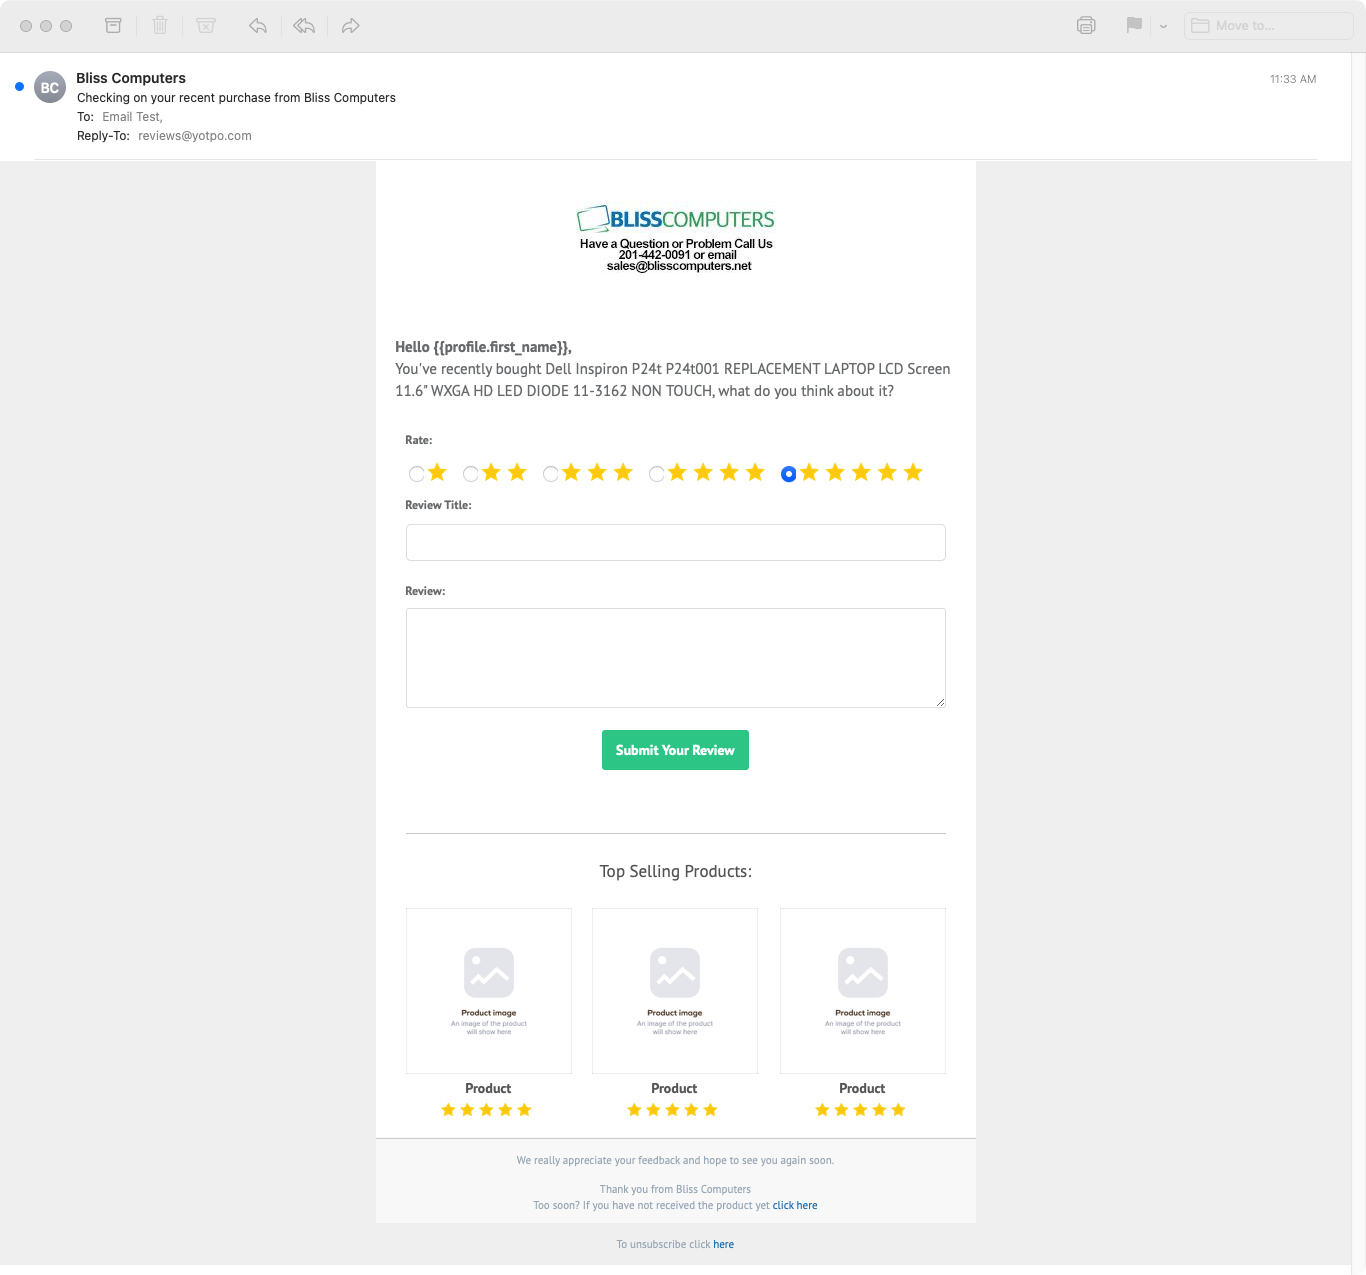 Move to...
BC
Bliss Computers
11:33 AM
Checking on your recent purchase from Bliss Computers
To: Email Test,
Reply-To: reviews@yotpo.com
BLISSCOMPUTERS
Have a Question or Problem Call Us
201-442-0091 or email
sales@blisscomputers.net
Hello {{profile.first_name}},
You've recently bought Dell Inspiron P24t P24t001 REPLACEMENT LAPTOP LCD Screen
11.6" WXGA HD LED DIODE 11-3162 NON TOUCH, what do you think about it?
Rate:
Review Title:
Review:
Submit Your Review
Top Selling Products:
Product image
An image of the product
will show here
Product image
An image of the product
will show here
Product image
An image of the product
will show here
Product
Product
Product
We really appreciate your feedback and hope to see you again soon.
Thank you from Bliss Computers
Too soon? If you have not received the product yet click here
To unsubscribe click here